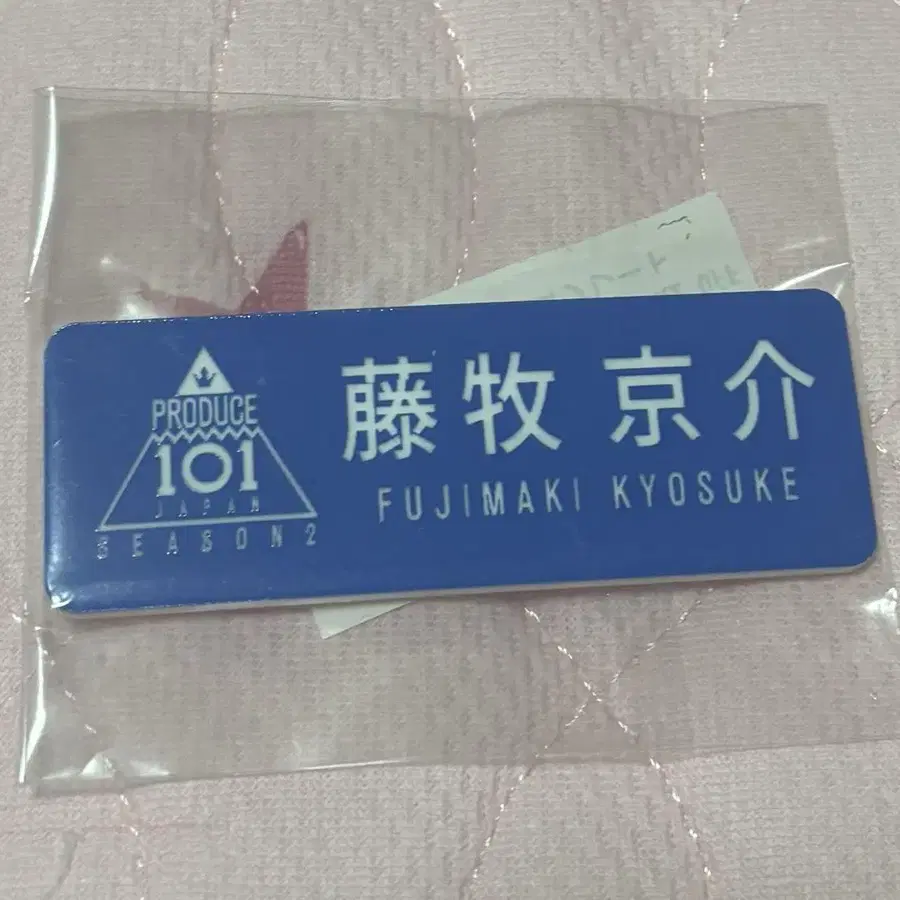 PRODUCE
101
JAPAN
SEASON2
藤牧 京介
FUJIMAKI KYOSUKE